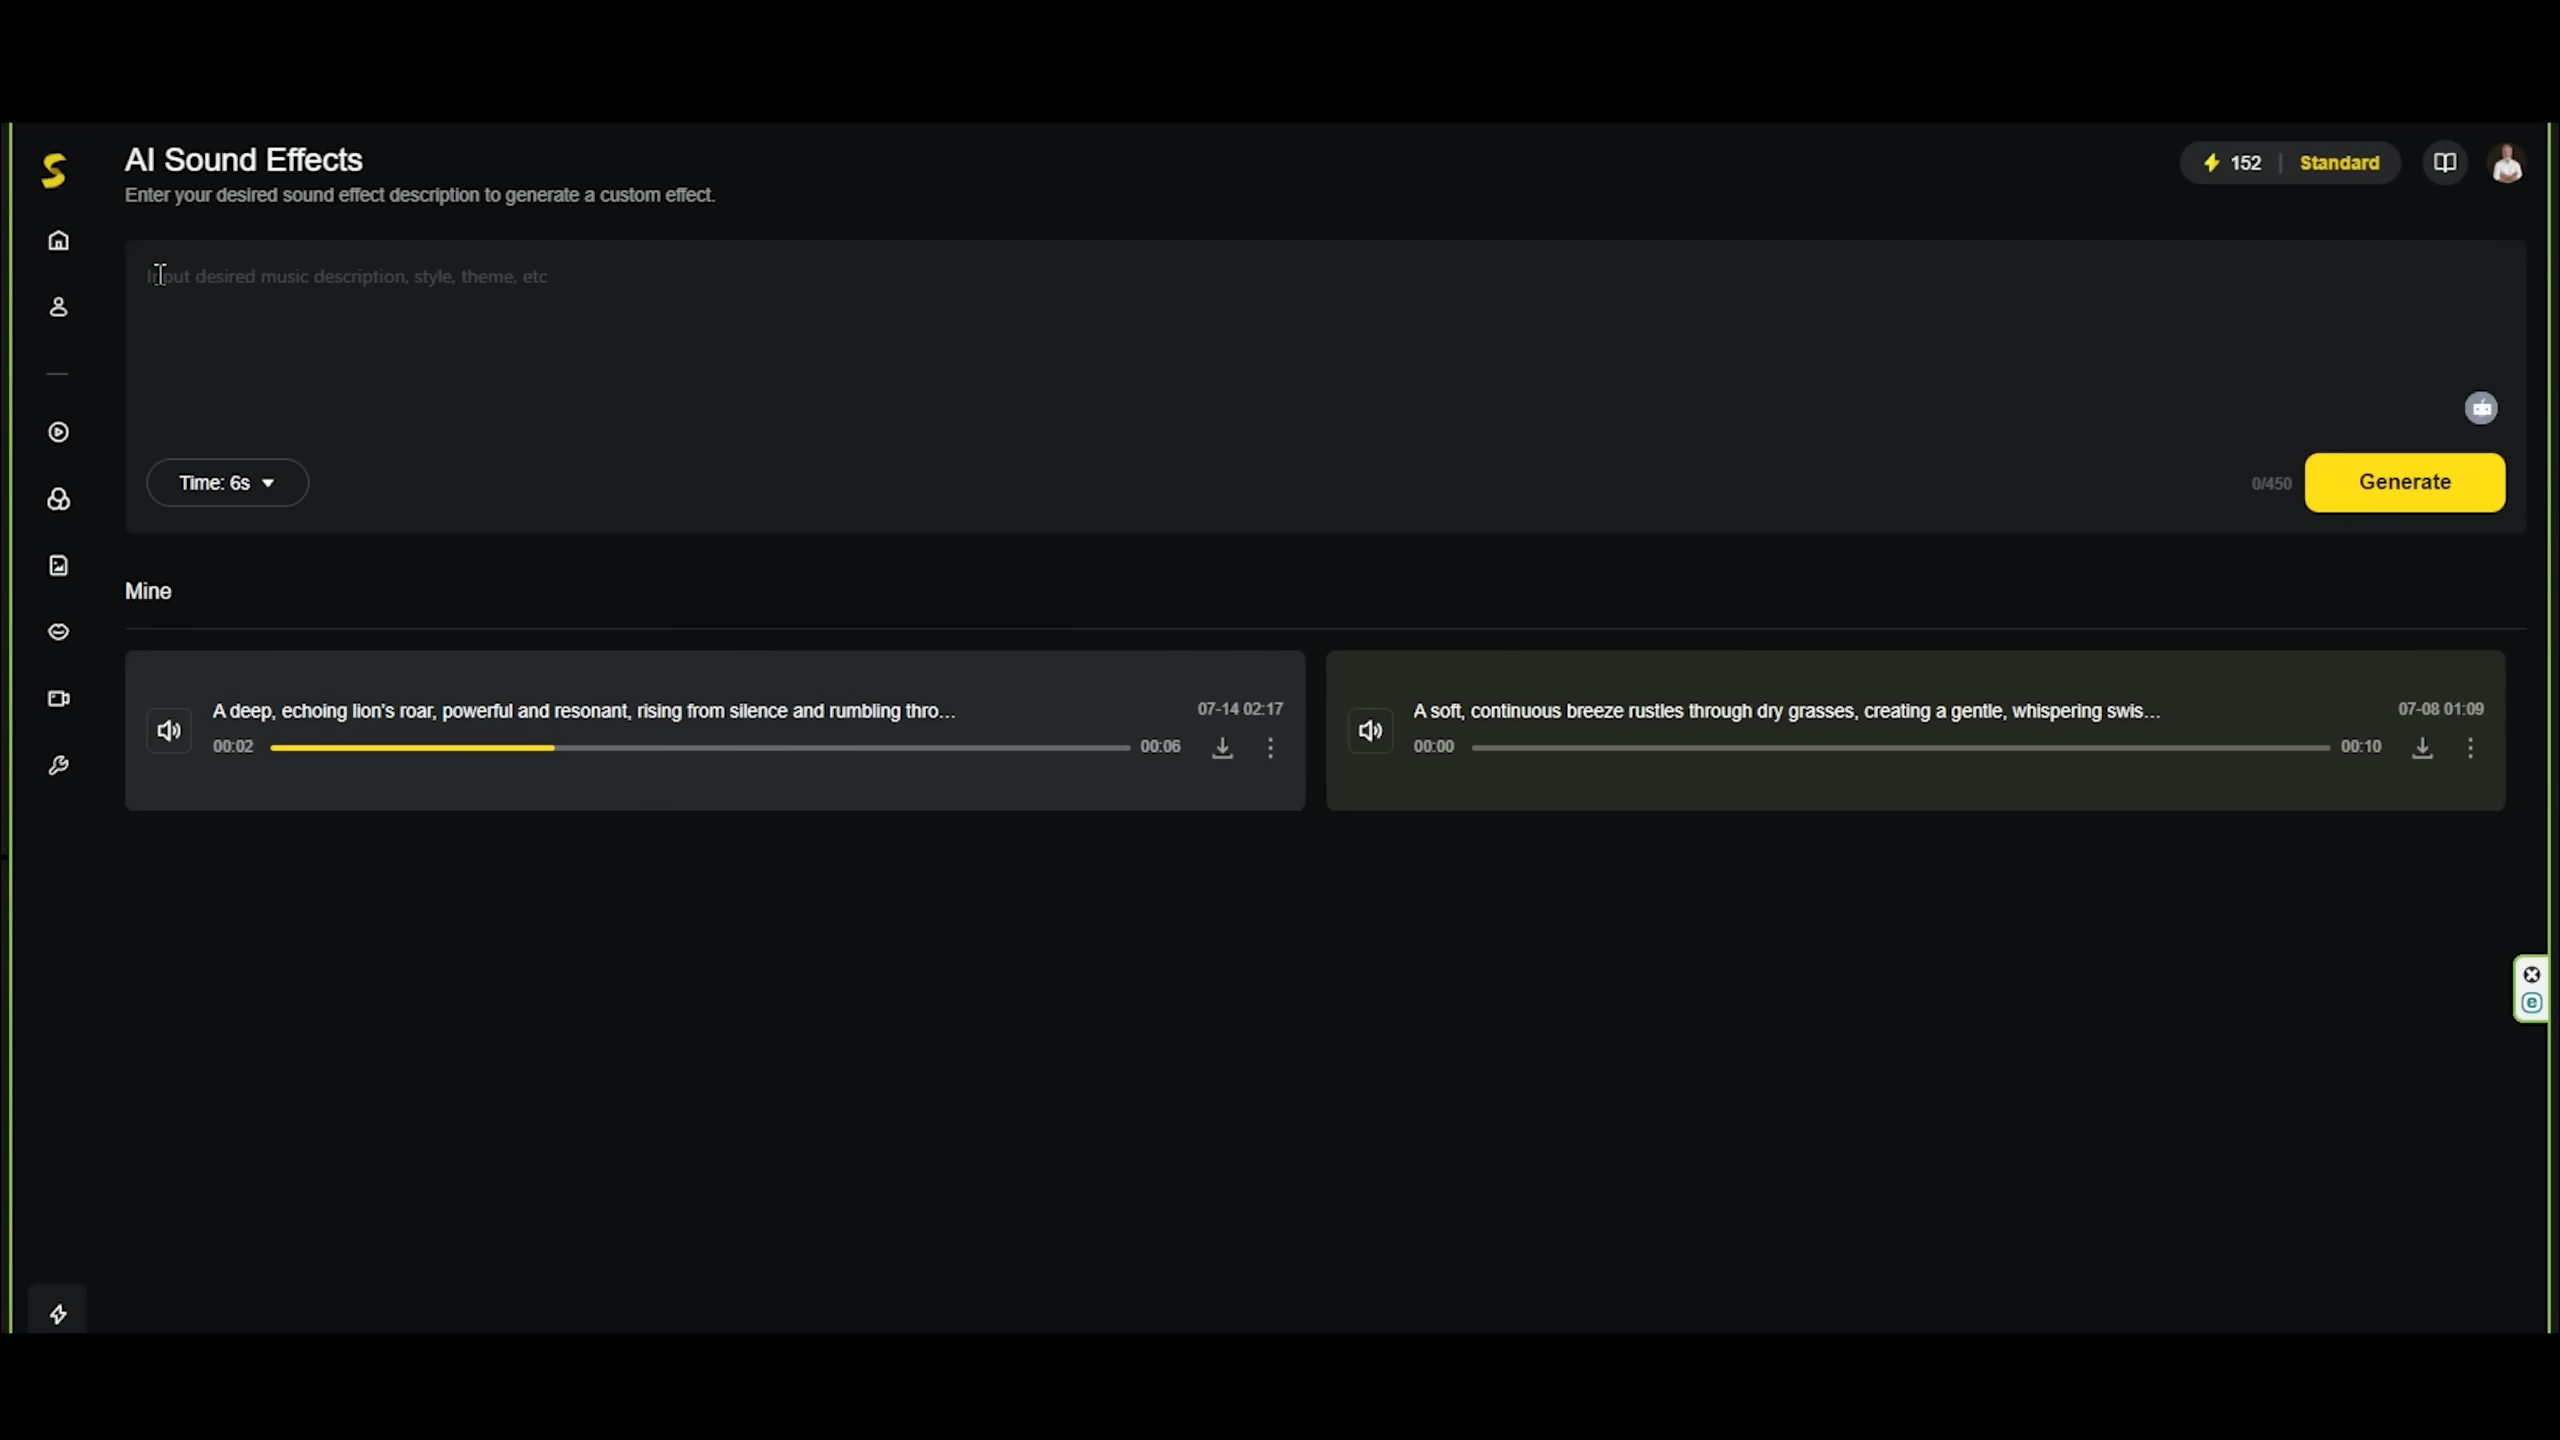 AI Sound Effects
Enter your desired sound effect description to generate a custom effect.
152 | Standard
Input desired music description, style, theme, etc
Time: 6s
0/450
Generate
Mine
A deep, echoing lion's roar, powerful and resonant, rising from silence and rumbling thro...
07-14 02:17
00:02
00:06
A soft, continuous breeze rustles through dry grasses, creating a gentle, whispering swis...
07-08 01:09
00:00
00:10